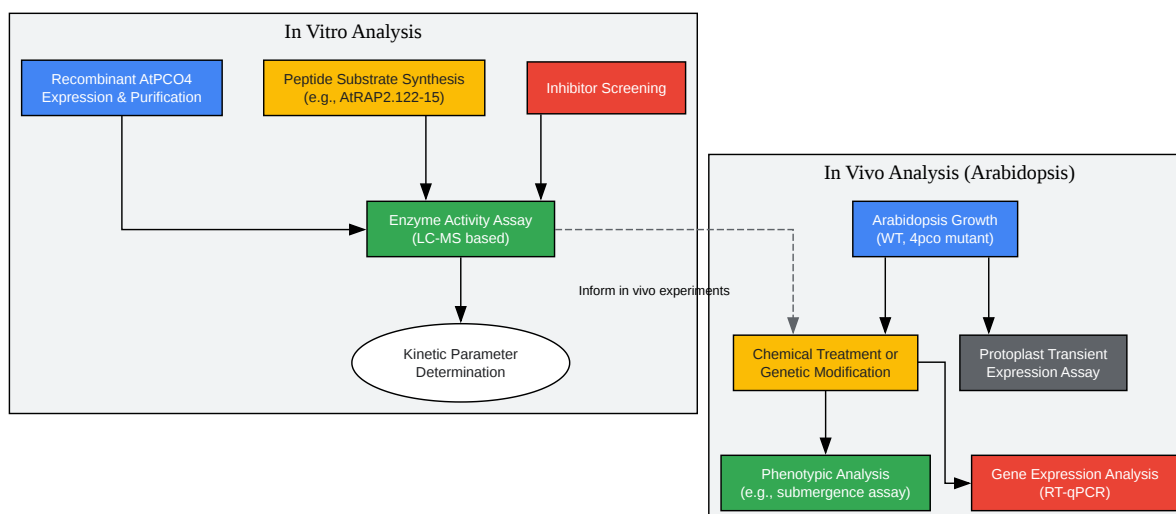 In Vitro Analysis
Recombinant AtPCO4
Expression & Purification
Peptide Substrate Synthesis
(e.g., AtRAP2.122-15)
Inhibitor Screening
Enzyme Activity Assay
(LC-MS based)
Inform in vivo experiments
Kinetic Parameter
Determination
In Vivo Analysis (Arabidopsis)
Arabidopsis Growth
(WT, 4pco mutant)
Chemical Treatment or
Genetic Modification
Protoplast Transient
Expression Assay
Phenotypic Analysis
(e.g., submergence assay)
Gene Expression Analysis
(RT-qPCR)